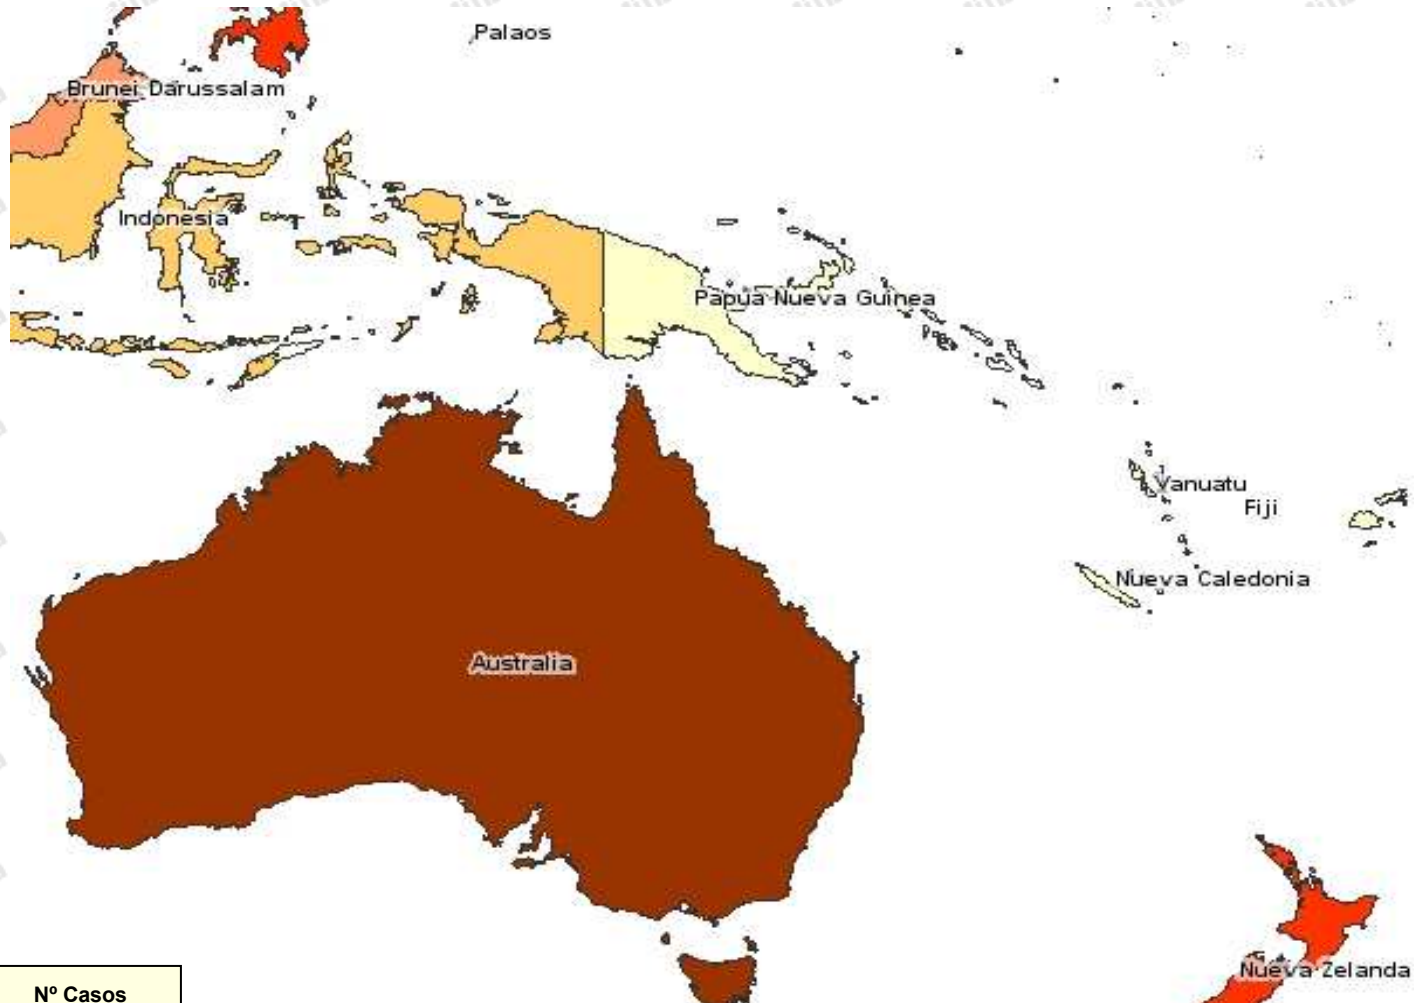 Palaos
Brunei Darussalam
Indonesia
Papua Nueva Guinea
Vanuatu
Fiji
Nueva Caledonia
Australia
Nueva Zelanda
Nº Casos